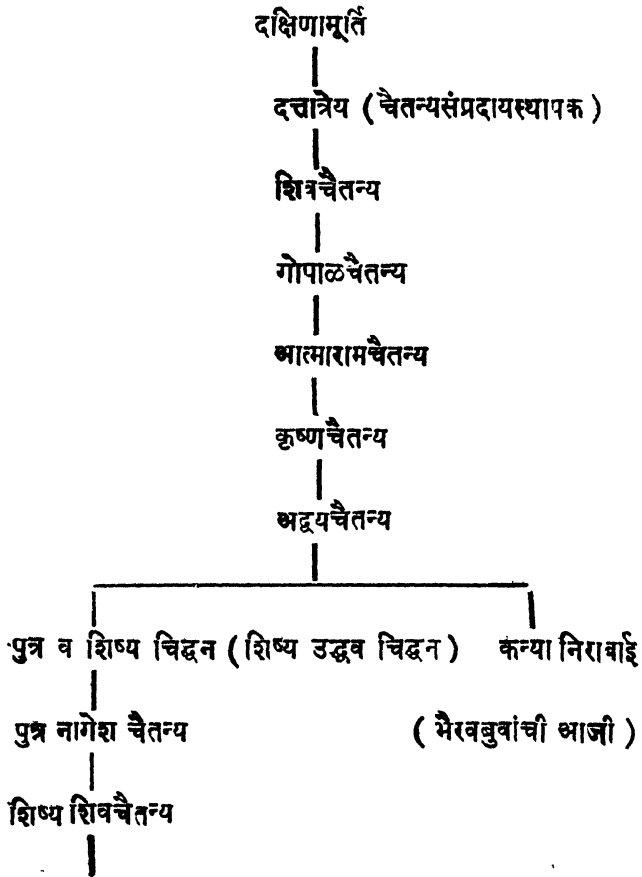 दक्षिणामूर्ति
दत्तात्रेय (चैतन्यसंप्रदायस्थापक)
शिवचैतन्य
गोपाळचैतन्य
आत्मारामचैतन्य
कृष्णचैतन्य
अद्वयचैतन्य
पुत्र व शिष्य चिद्घन (शिष्य उद्धव चिद्घन) कन्या निराबाई
पुत्र नागेश चैतन्य (भैरवबुवांची आजी)
शिष्य शिवचैतन्य